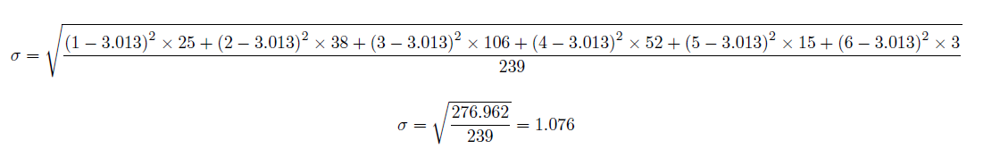 σ = √((1 − 3.013)² × 25 + (2 − 3.013)² × 38 + (3 − 3.013)² × 106 + (4 − 3.013)² × 52 + (5 − 3.013)² × 15 + (6 − 3.013)² × 3 / 239)
σ = √(276.962 / 239) = 1.076